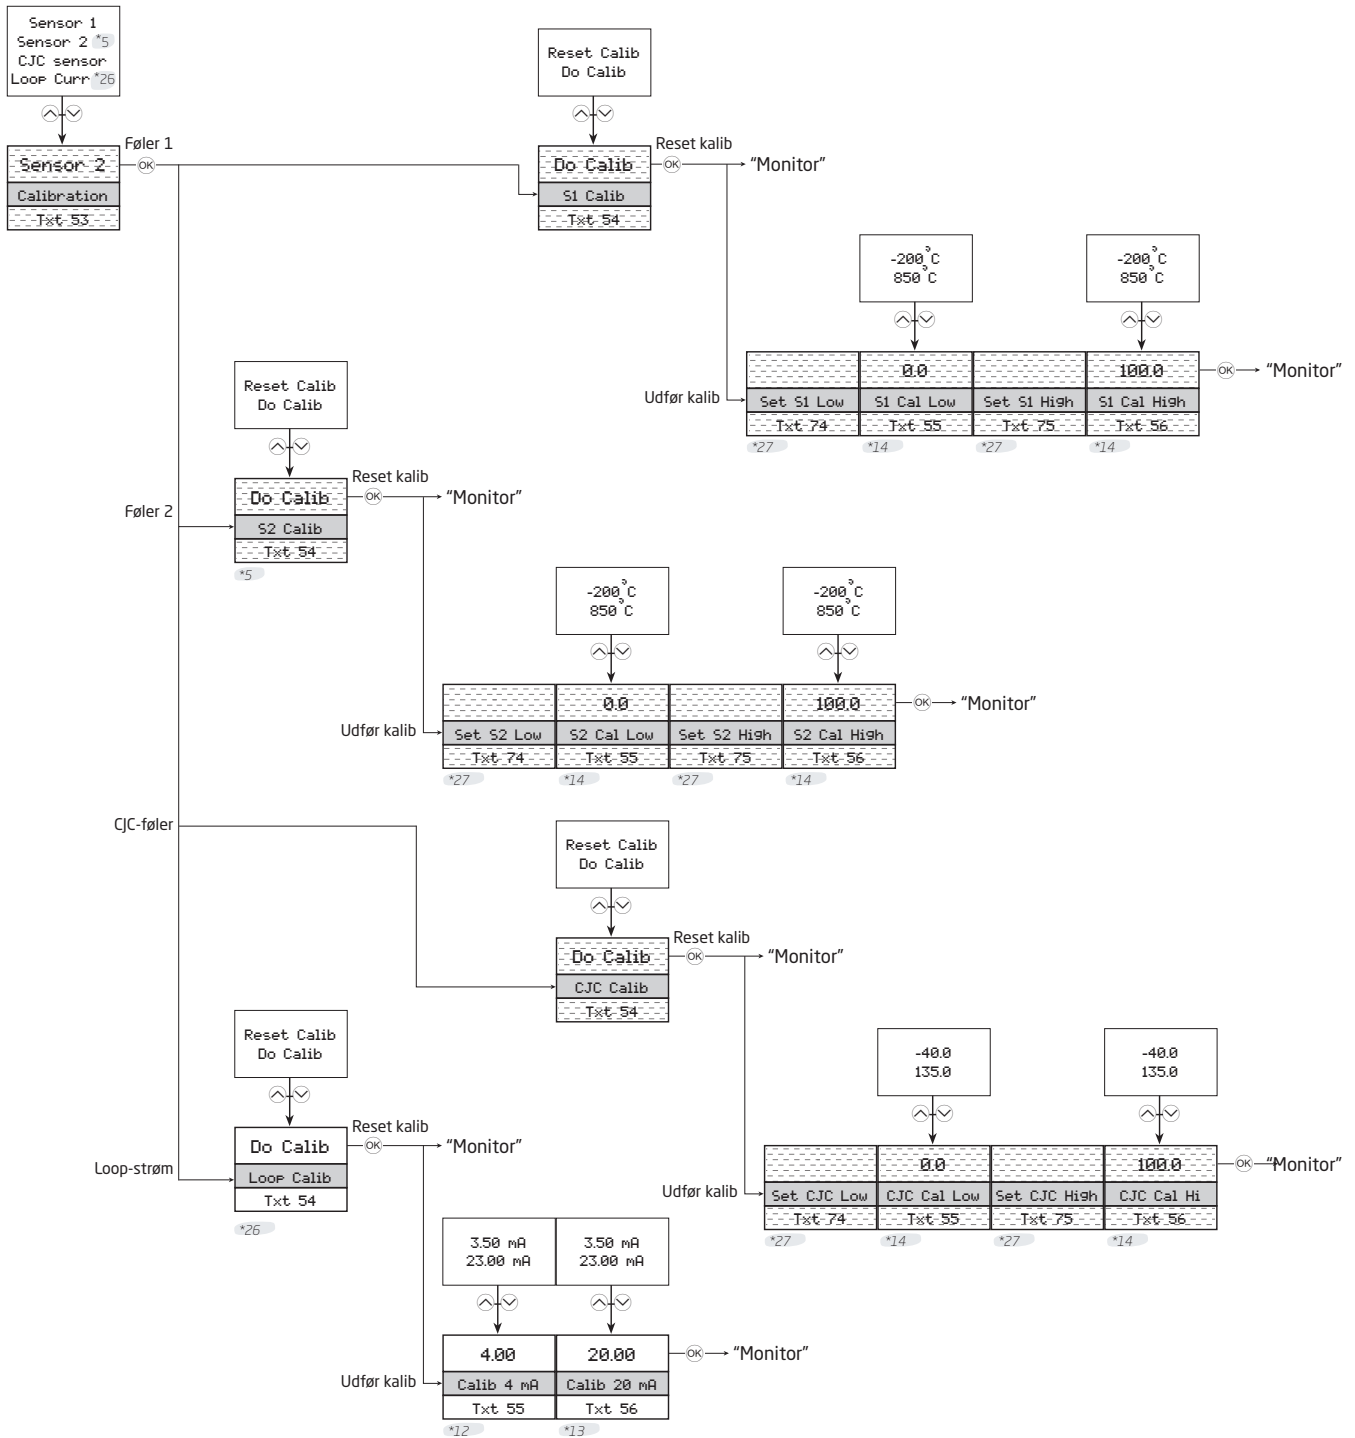 Sensor 1
Sensor 2 *5
CJC sensor
Loop Curr *26
Føler 1
Sensor 2
OK
Calibration
Txt 53
Reset Calib
Do Calib
Reset kalib
Do Calib
OK
"Monitor"
S1 Calib
Txt 54
-200°C
850°C
-200°C
850°C
0.0
100.0
OK
"Monitor"
Udfør kalib
Set S1 Low
S1 Cal Low
Set S1 High
S1 Cal High
Txt 74
Txt 55
Txt 75
Txt 56
*27
*14
*27
*14
Reset Calib
Do Calib
Føler 2
Reset kalib
Do Calib
OK
"Monitor"
S2 Calib
Txt 54
*5
-200°C
850°C
-200°C
850°C
0.0
100.0
OK
"Monitor"
Udfør kalib
Set S2 Low
S2 Cal Low
Set S2 High
S2 Cal High
Txt 74
Txt 55
Txt 75
Txt 56
*27
*14
*27
*14
CJC-føler
Reset Calib
Do Calib
Reset kalib
Do Calib
OK
"Monitor"
CJC Calib
Txt 54
-40.0
135.0
-40.0
135.0
0.0
100.0
OK
"Monitor"
Udfør kalib
Set CJC Low
CJC Cal Low
Set CJC High
CJC Cal Hi
Txt 74
Txt 55
Txt 75
Txt 56
*27
*14
*27
*14
Reset Calib
Do Calib
Loop-strøm
Reset kalib
Do Calib
OK
"Monitor"
Loop Calib
Txt 54
*26
3.50 mA
23.00 mA
3.50 mA
23.00 mA
4.00
20.00
OK
"Monitor"
Udfør kalib
Calib 4 mA
Calib 20 mA
Txt 55
Txt 56
*12
*13